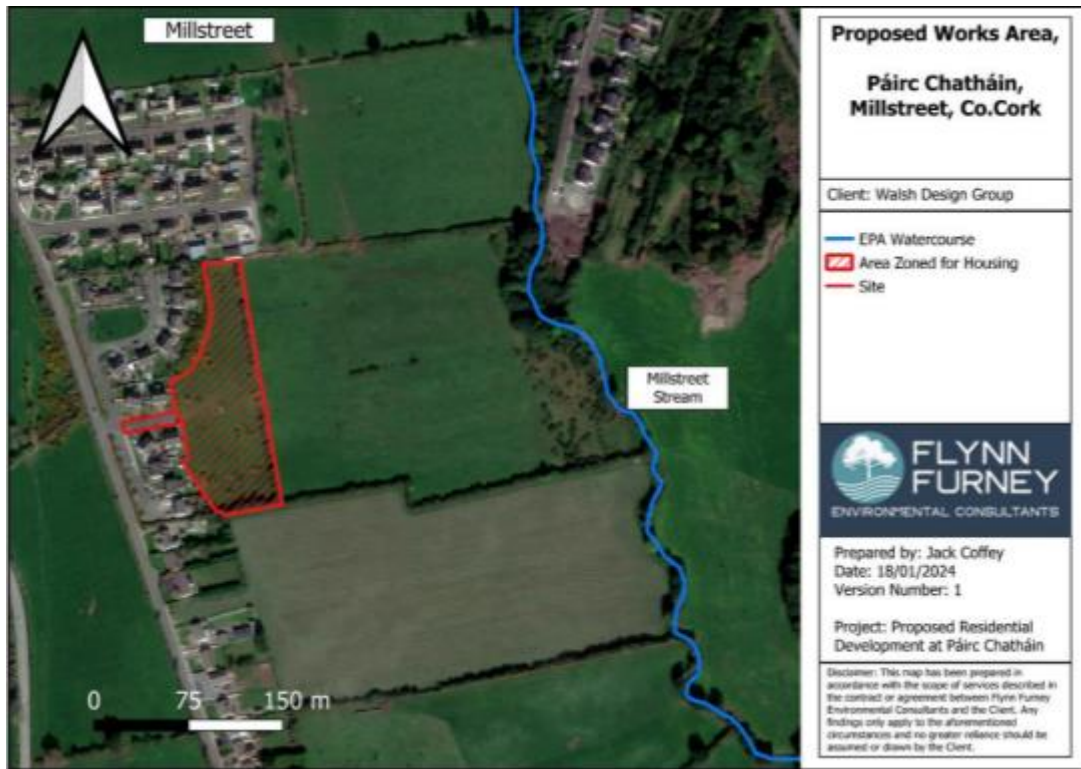 Millstreet
Millstreet
Stream
0 75 150 m
Proposed Works Area,
Páirc Chatháin,
Millstreet, Co.Cork
Client: Walsh Design Group
EPA Watercourse
Area Zoned for Housing
Site
FLYNN
FURNEY
ENVIRONMENTAL CONSULTANTS
Prepared by: Jack Coffey
Date: 18/01/2024
Version Number: 1
Project: Proposed Residential
Development at Páirc Chatháin
Disclaimer: This map has been prepared in
accordance with the scope of services described in
the contract or agreement between Flynn Furney
Environmental Consultants and the Client. Any
findings only apply to the aforementioned
circumstances and no greater reliance should be
assumed or drawn by the Client.